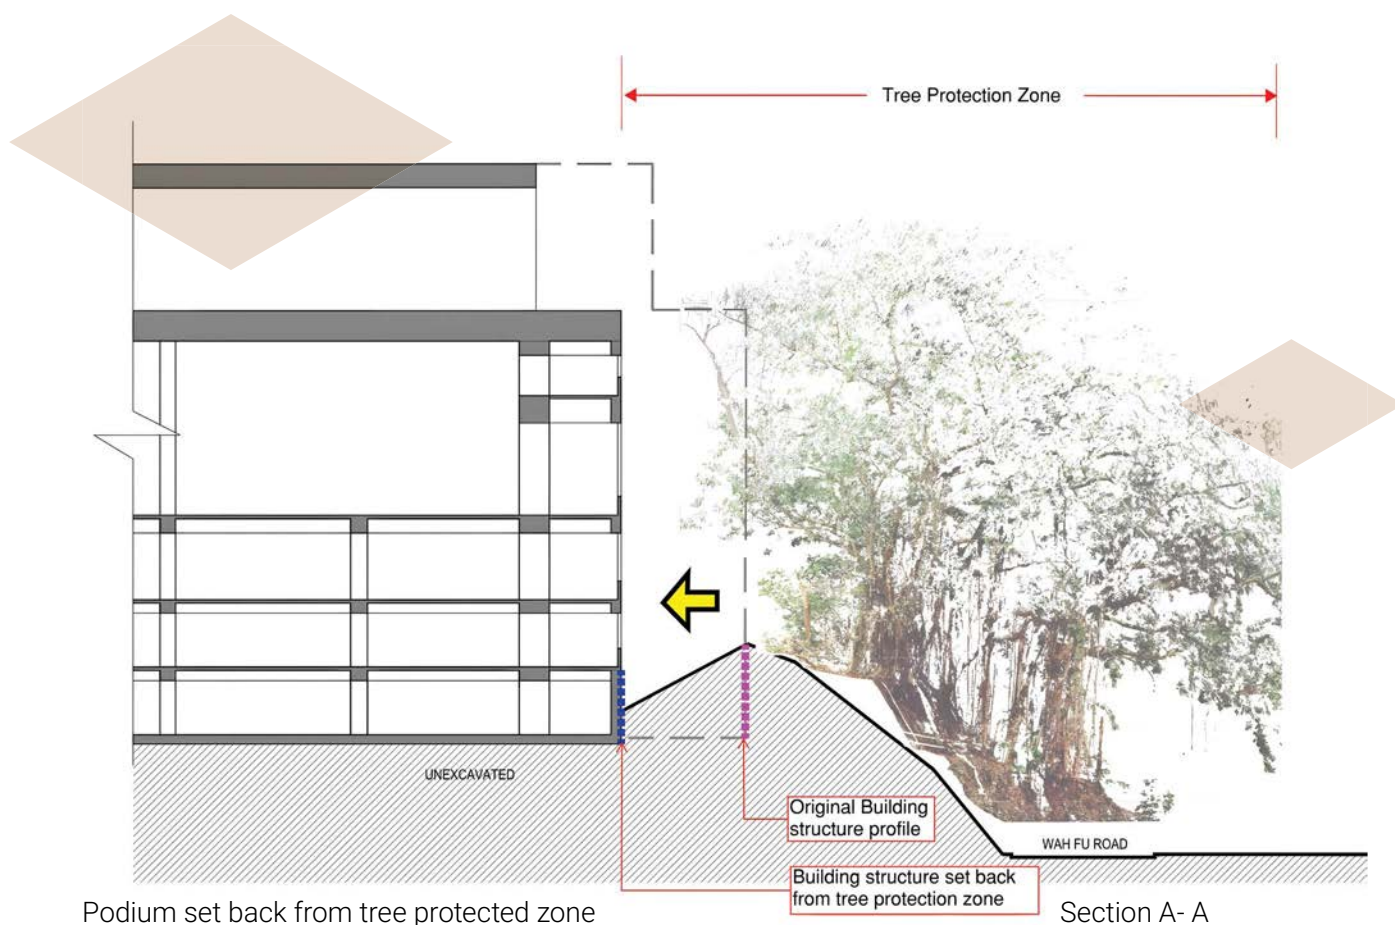 Tree Protection Zone
UNEXCAVATED
Original Building
structure profile
WAH FU ROAD
Building structure set back
from tree protection zone
Podium set back from tree protected zone
Section A- A